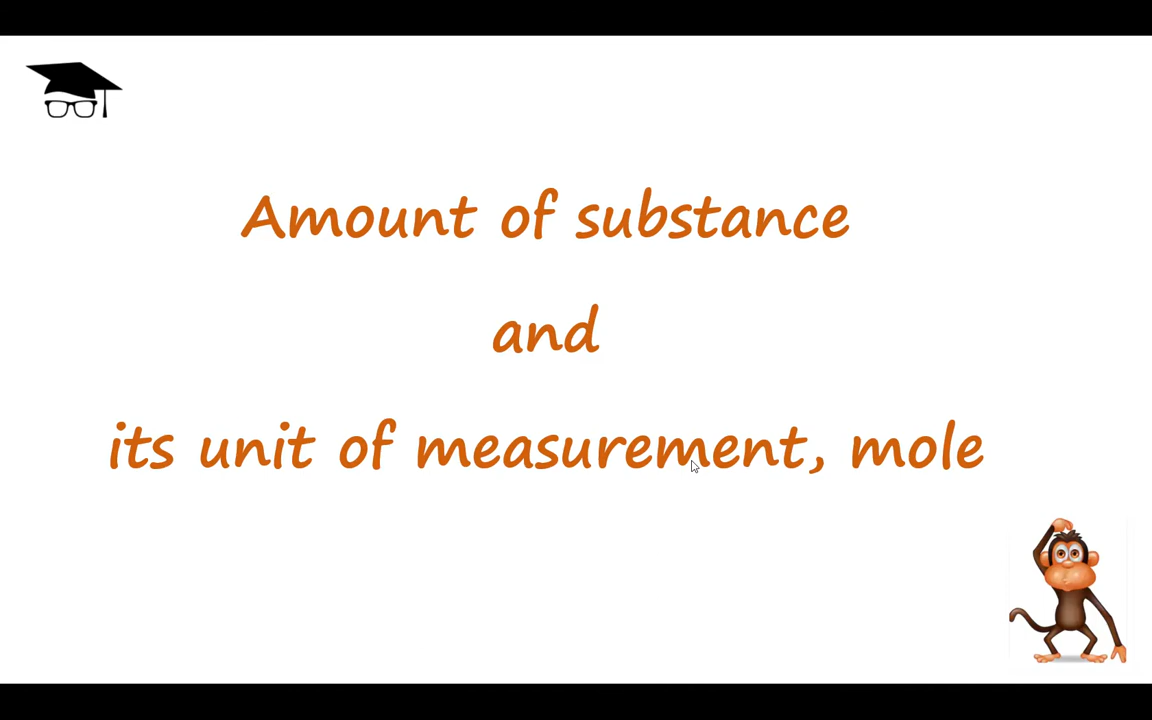 Amount of substance
and
its unit of measurement, mole